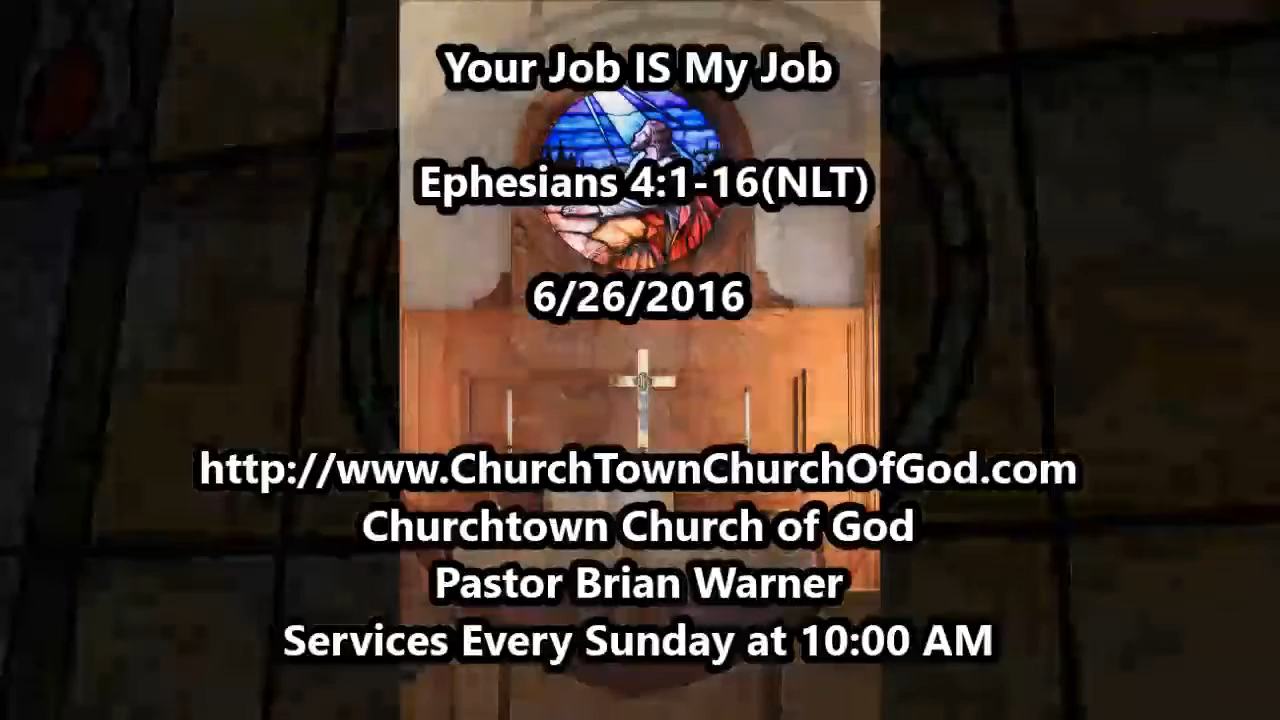 Your Job IS My Job
Ephesians 4:1-16(NLT)
6/26/2016
http://www.ChurchTownChurchOfGod.com
Churchtown Church of God
Pastor Brian Warner
Services Every Sunday at 10:00 AM